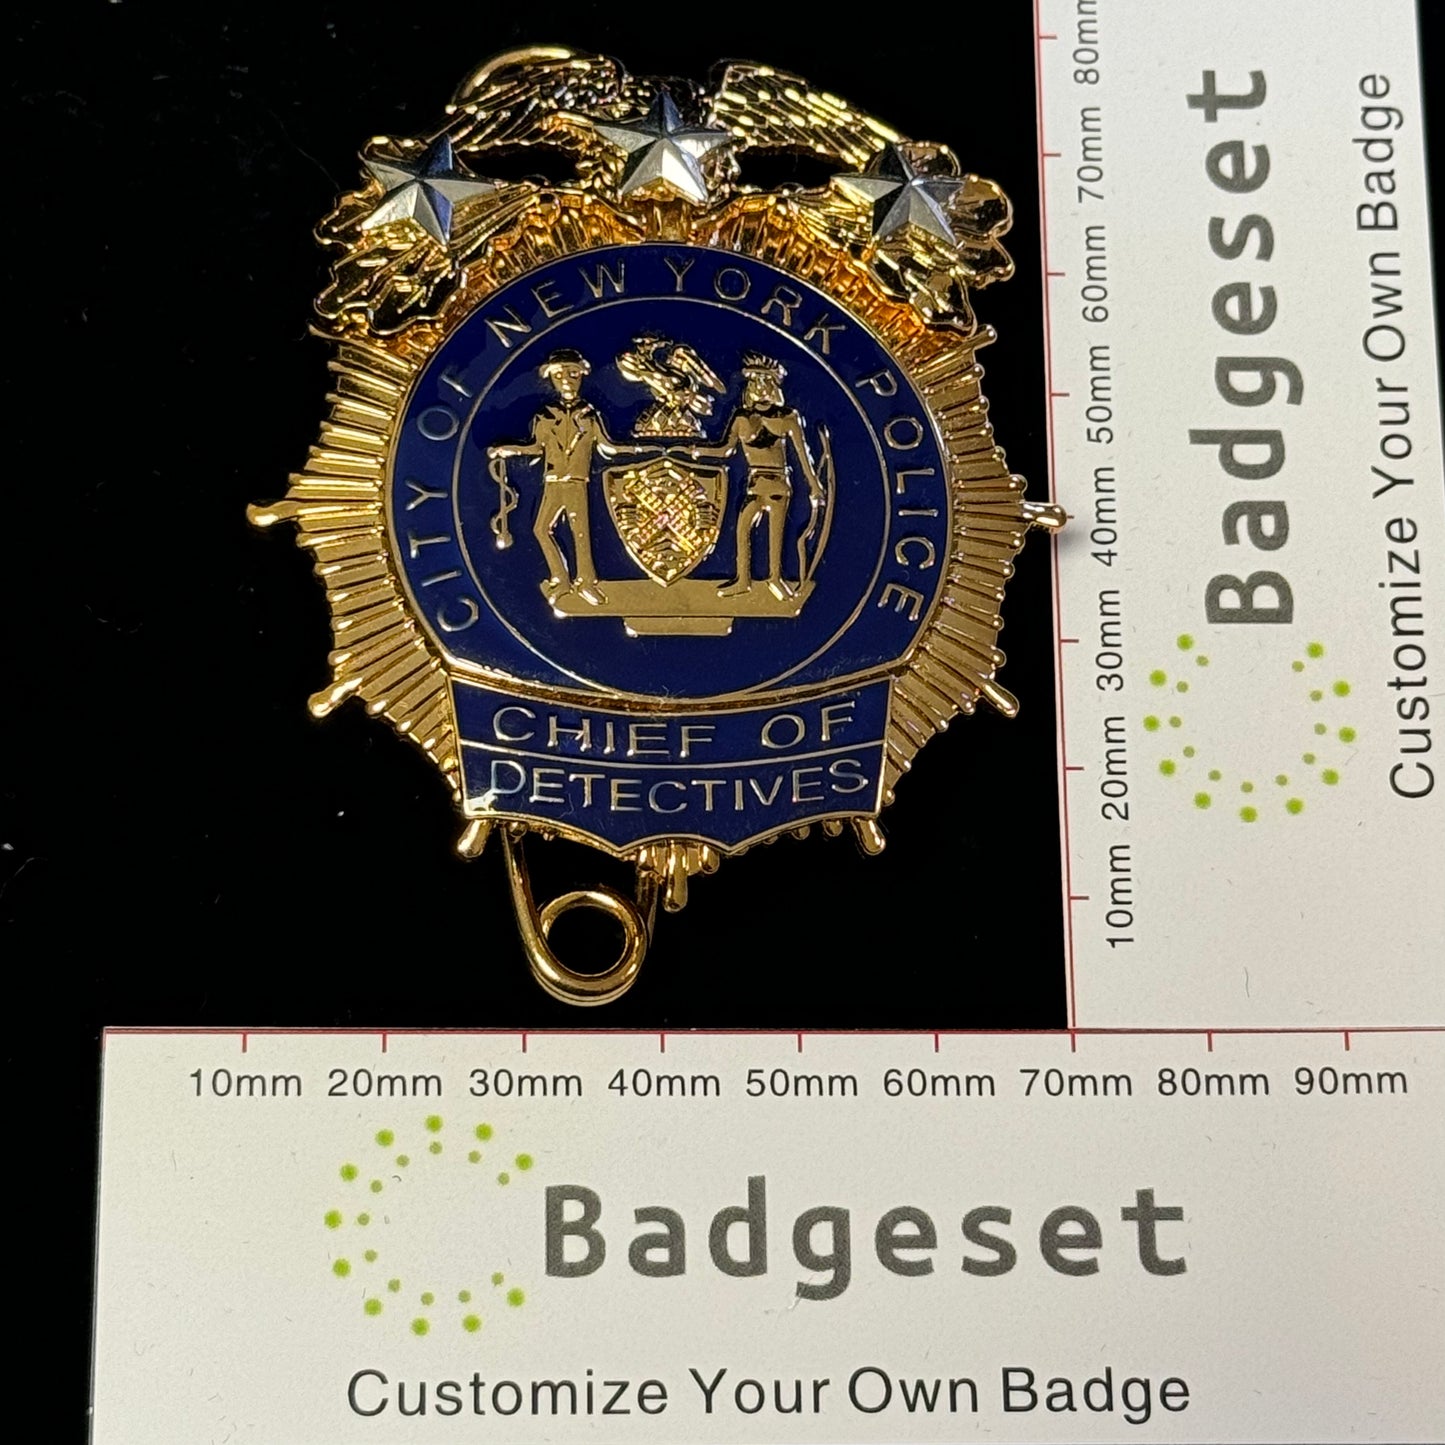 CITY OF NEW YORK POLICE
CHIEF OF
DETECTIVES
80mm
70mm
60mm
50mm
40mm
30mm
20mm
10mm
Badgeset
Customize Your Own Badge
10mm 20mm 30mm 40mm 50mm 60mm 70mm 80mm 90mm
Badgeset
Customize Your Own Badge